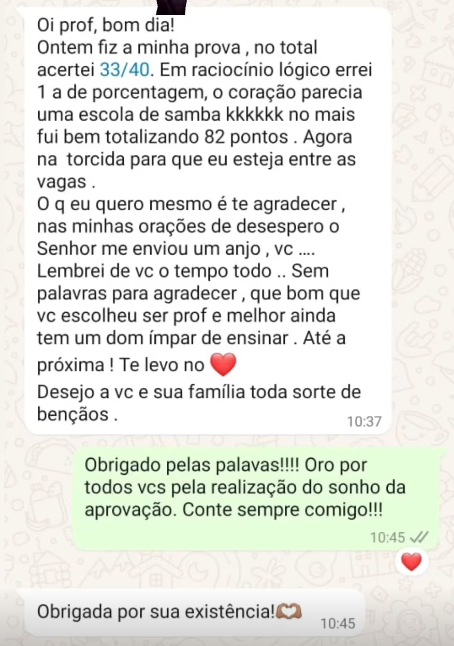 Oi prof, bom dia!
Ontem fiz a minha prova , no total
acertei 33/40. Em raciocínio lógico errei
1 a de porcentagem, o coração parecia
uma escola de samba kkkkkk no mais
fui bem totalizando 82 pontos . Agora
na  torcida para que eu esteja entre as
vagas .
O q eu quero mesmo é te agradecer ,
nas minhas orações de desespero o
Senhor me enviou um anjo , vc ....
Lembrei de vc o tempo todo .. Sem
palavras para agradecer , que bom que
vc escolheu ser prof e melhor ainda
tem um dom ímpar de ensinar . Até a
próxima ! Te levo no ❤️
Desejo a vc e sua família toda sorte de
bençãos .
10:37
Obrigado pelas palavas!!!! Oro por
todos vcs pela realização do sonho da
aprovação. Conte sempre comigo!!!
10:45
Obrigada por sua existência!🫶🏽
10:45